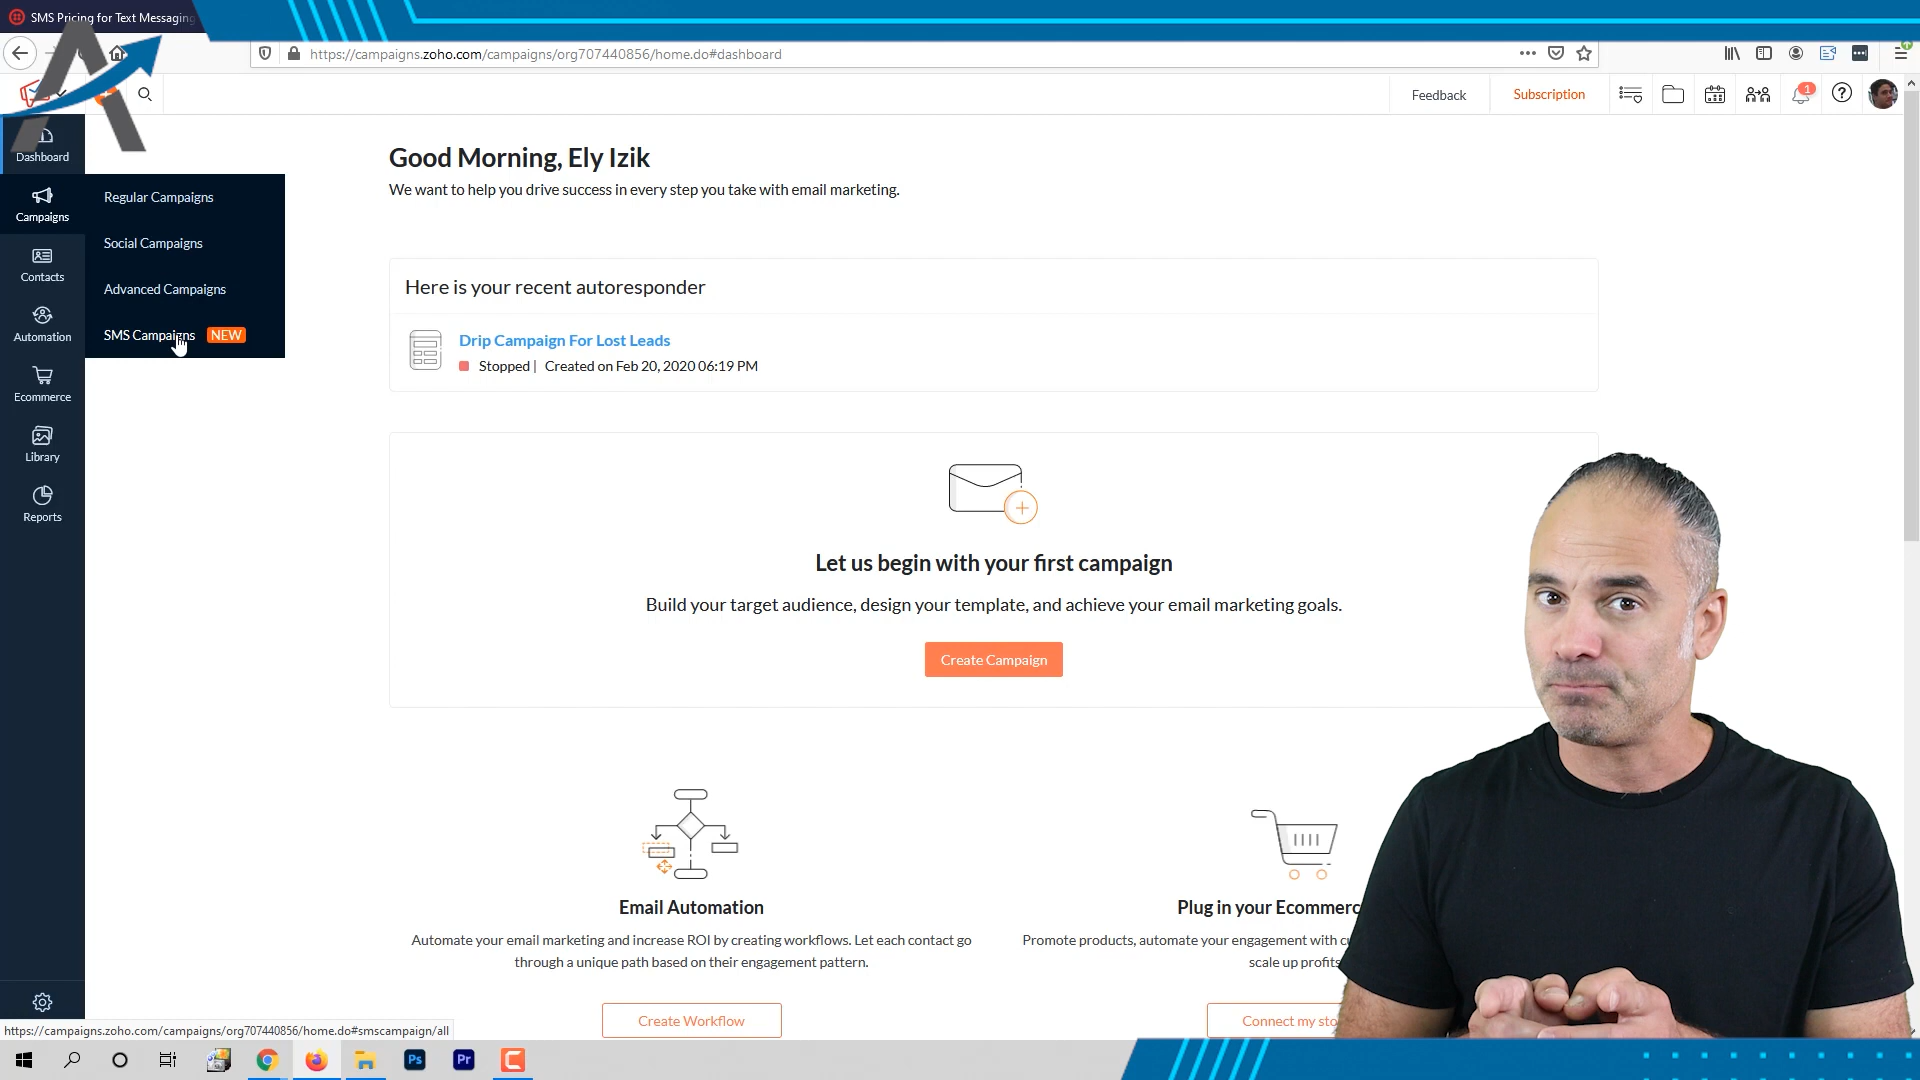 SMS Pricing for Text Messaging
https://campaigns.zoho.com/campaigns/org707440856/home.do#dashboard
Feedback
Subscription
1
Dashboard
Campaigns
Contacts
Automation
Ecommerce
Library
Reports
Regular Campaigns
Social Campaigns
Advanced Campaigns
SMS Campaigns NEW
Good Morning, Ely Izik
We want to help you drive success in every step you take with email marketing.
Here is your recent autoresponder
Drip Campaign For Lost Leads
Stopped | Created on Feb 20, 2020 06:19 PM
Let us begin with your first campaign
Build your target audience, design your template, and achieve your email marketing goals.
Create Campaign
Email Automation
Automate your email marketing and increase ROI by creating workflows. Let each contact go
through a unique path based on their engagement pattern.
Create Workflow
Plug in your Ecommerc
Promote products, automate your engagement with
scale up profits
Connect my sto
https://campaigns.zoho.com/campaigns/org707440856/home.do#smscampaign/all
Ps
Pr